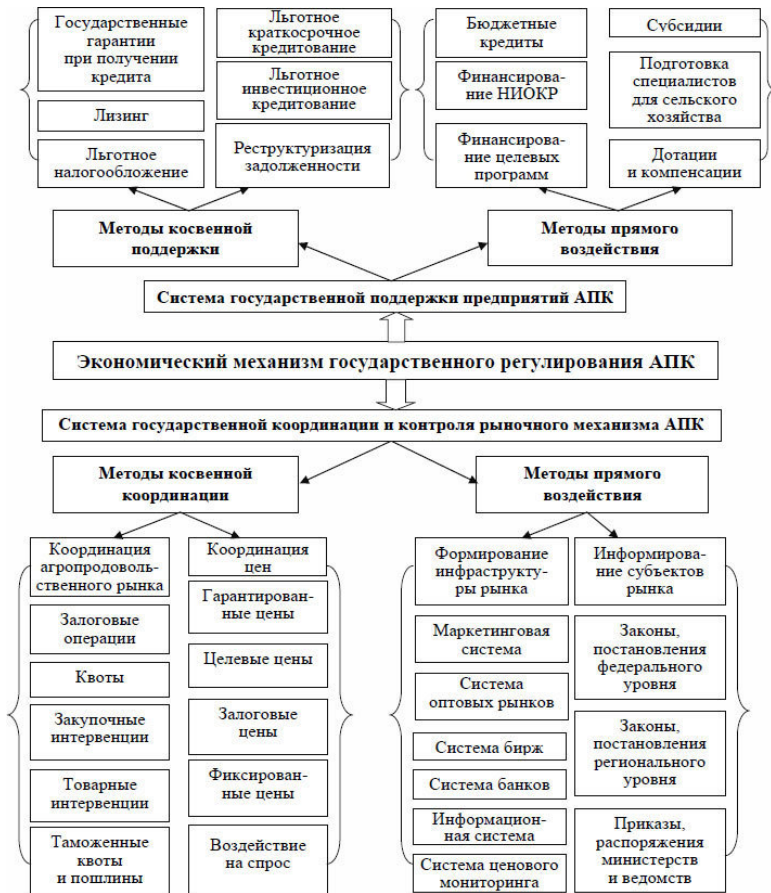 Государственные
гарантии
при получении
кредита
Лизинг
Льготное
налогообложение
Льготное
краткосрочное
кредитование
Льготное
инвестиционное
кредитование
Реструктуризация
задолженности
Бюджетные
кредиты
Финансирова-
ние НИОКР
Финансирова-
ние целевых
программ
Субсидии
Подготовка
специалистов
для сельского
хозяйства
Дотации
и компенсации
Методы косвенной
поддержки
Методы прямого
воздействия
Система государственной поддержки предприятий АПК
Экономический механизм государственного регулирования АПК
Система государственной координации и контроля рыночного механизма АПК
Методы косвенной
координации
Методы прямого
воздействия
Координация
агропродоволь-
ственного рынка
Залоговые
операции
Квоты
Закупочные
интервенции
Товарные
интервенции
Таможенные
квоты
и пошлины
Координация
цен
Гарантирован-
ные цены
Целевые цены
Залоговые
цены
Фиксирован-
ные цены
Воздействие
на спрос
Формирование
инфраструкту-
ры рынка
Маркетинговая
система
Система
оптовых рынков
Система бирж
Система банков
Информацион-
ная система
Система ценового
мониторинга
Информирова-
ние субъектов
рынка
Законы,
постановления
федерального
уровня
Законы,
постановления
регионального
уровня
Приказы,
распоряжения
министерств
и ведомств